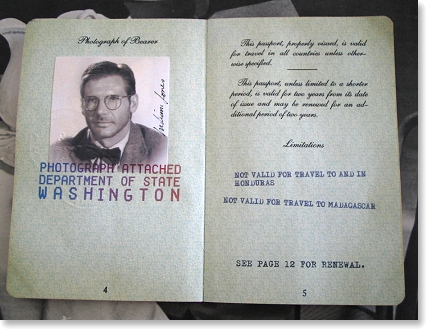 Photograph of Bearer
PHOTOGRAPH ATTACHED
DEPARTMENT OF STATE
WASHINGTON
4
This passport, properly visaed, is valid
for travel in all countries unless other-
wise specified.
This passport, unless limited to a shorter
period, is valid for two years from its date
of issue and may be renewed for an ad-
ditional period of two years.
Limitations
NOT VALID FOR TRAVEL TO AND IN
HONDURAS
NOT VALID FOR TRAVEL TO MADAGASCAR
SEE PAGE 12 FOR RENEWAL.
5